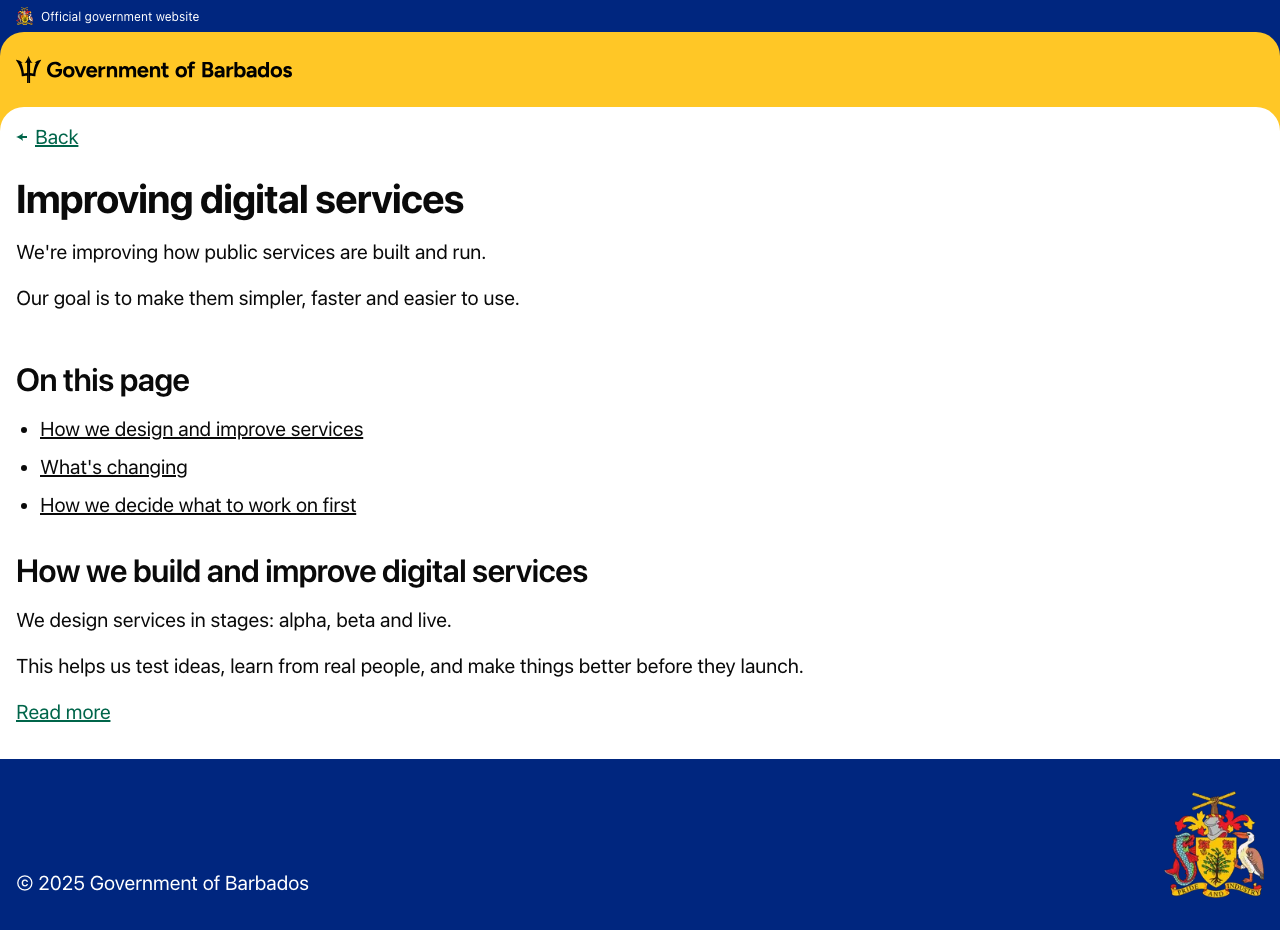 Official government website
Government of Barbados
Back
Improving digital services
We're improving how public services are built and run.
Our goal is to make them simpler, faster and easier to use.
On this page
How we design and improve services
What's changing
How we decide what to work on first
How we build and improve digital services
We design services in stages: alpha, beta and live.
This helps us test ideas, learn from real people, and make things better before they launch.
Read more
© 2025 Government of Barbados
PRIDE AND INDUSTRY